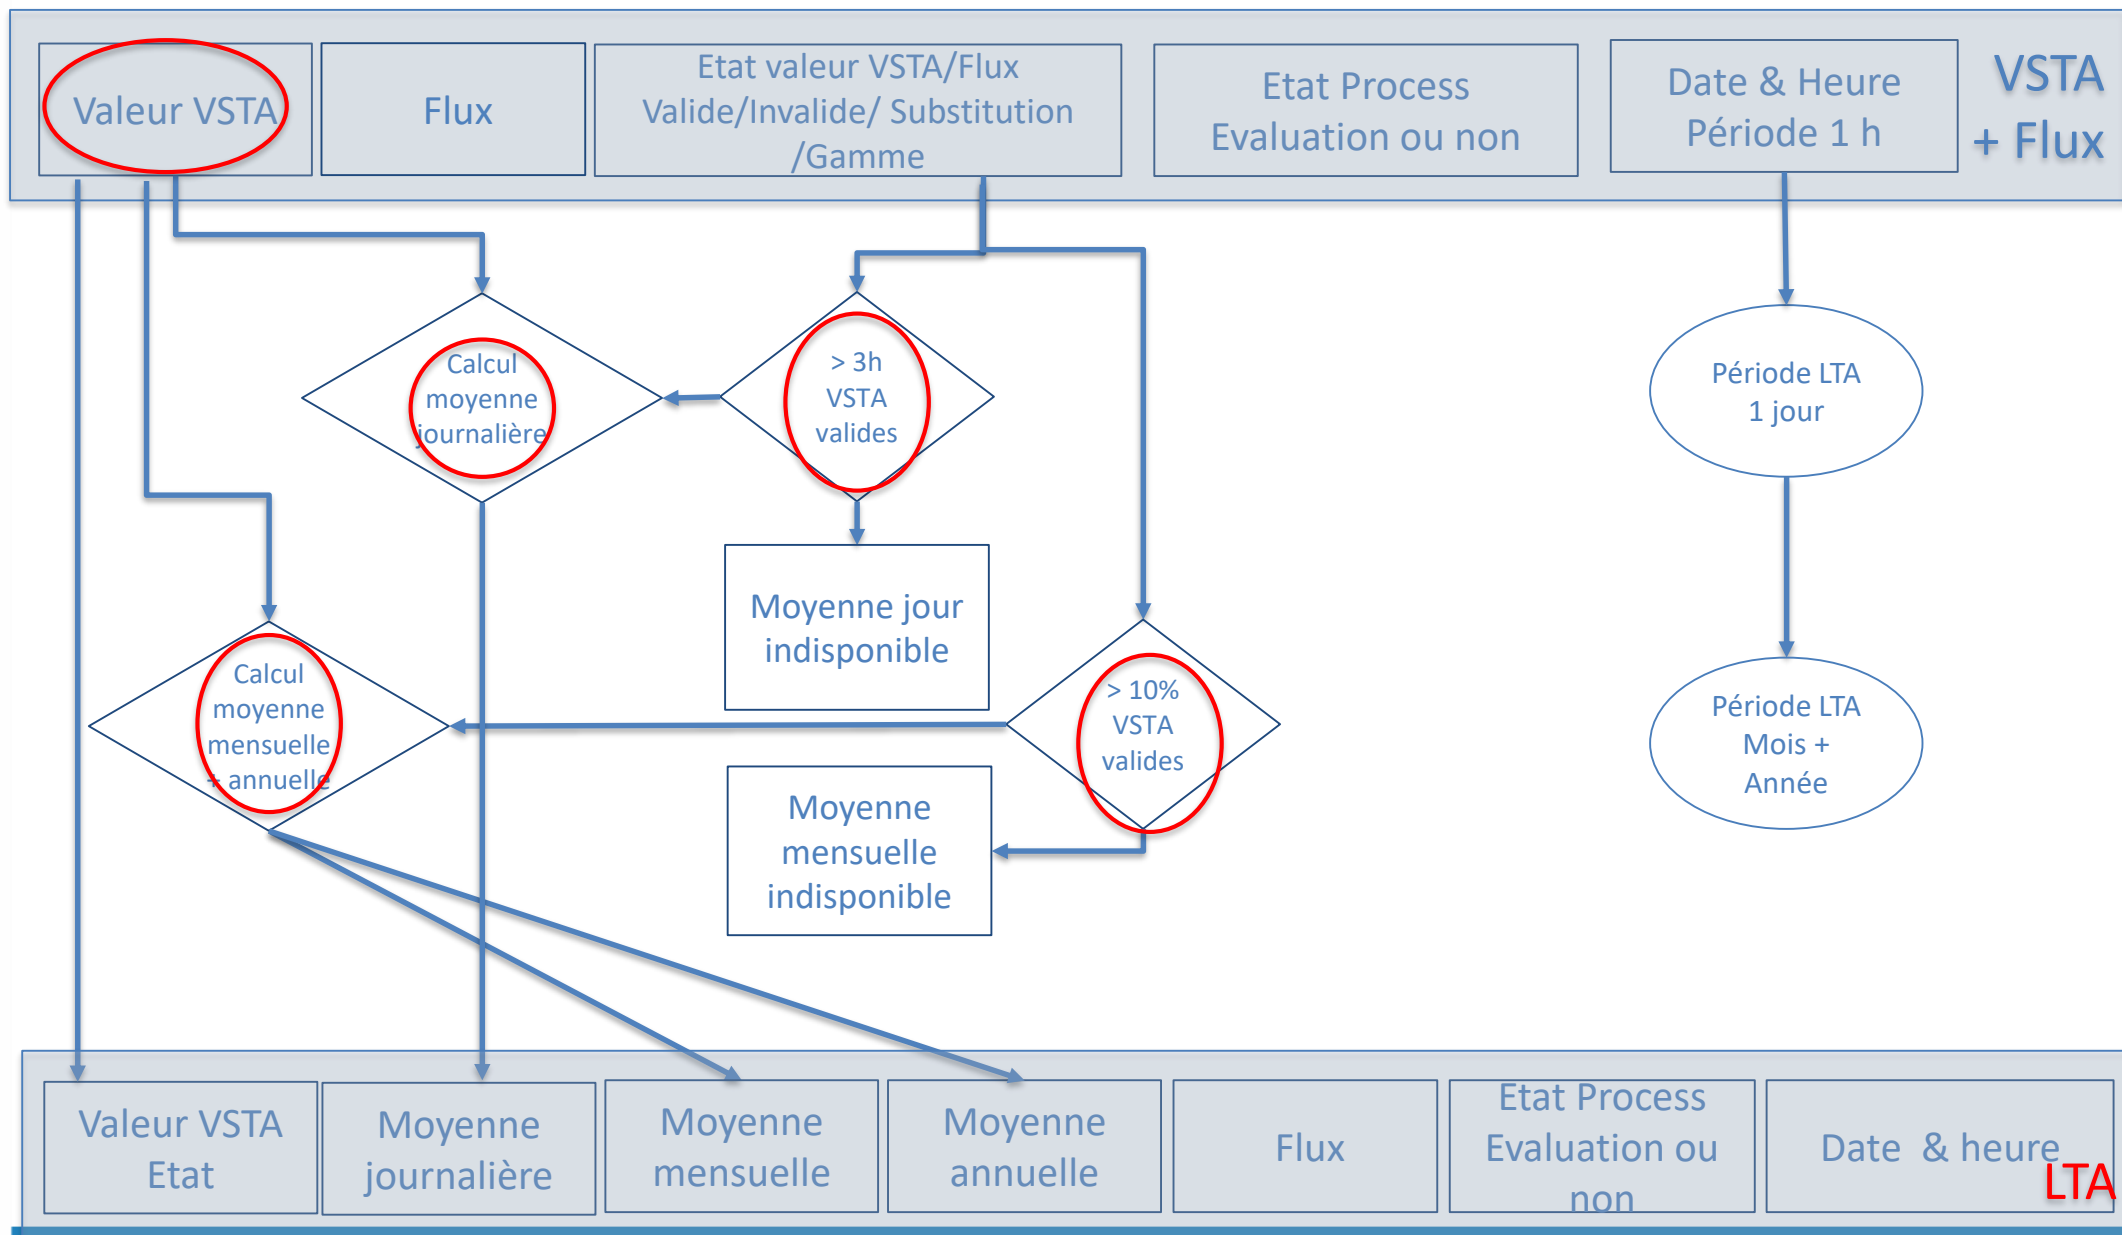 Valeur VSTA
Flux
Etat valeur VSTA/Flux
Valide/Invalide/ Substitution
/Gamme
Etat Process
Evaluation ou non
Date & Heure
Période 1 h
VSTA
+ Flux
Calcul
moyenne
journalière
> 3h
VSTA
valides
Période LTA
1 jour
Moyenne jour
indisponible
Calcul
moyenne
mensuelle
+ annuelle
> 10%
VSTA
valides
Période LTA
Mois +
Année
Moyenne
mensuelle
indisponible
Valeur VSTA
Etat
Moyenne
journalière
Moyenne
mensuelle
Moyenne
annuelle
Flux
Etat Process
Evaluation ou
non
Date  & heure
LTA